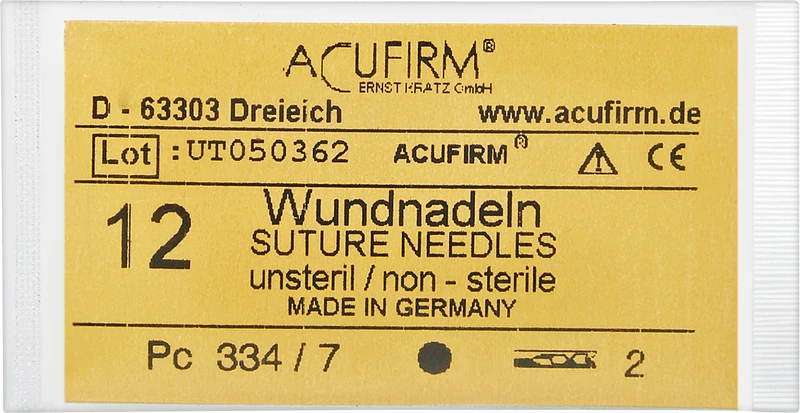 ACUFIRM®
ERNST KRATZ GmbH
D - 63303 Dreieich www.acufirm.de
Lot :UT050362 ACUFIRM® CE
12
Wundnadeln
SUTURE NEEDLES
unsteril / non - sterile
MADE IN GERMANY
Pc 334 / 7 2